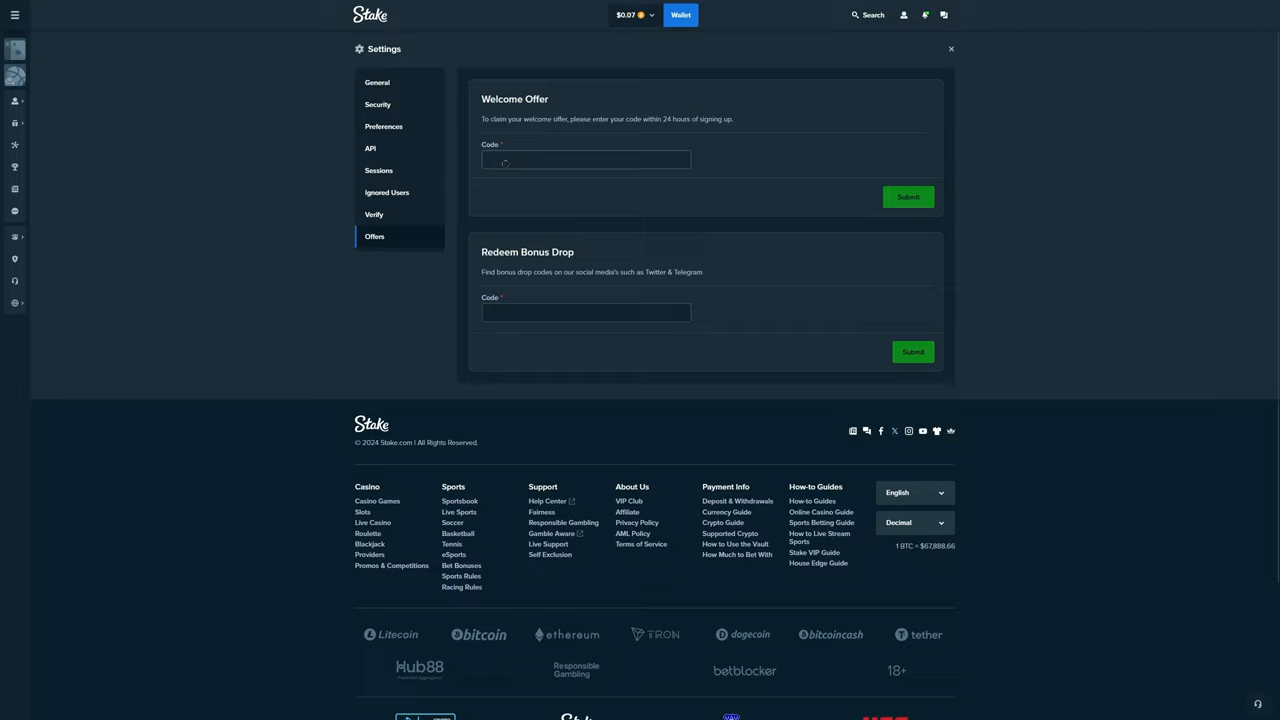 Stake
$0.07
Wallet
Search
Settings
General
Security
Preferences
API
Sessions
Ignored Users
Verify
Offers
Welcome Offer
To claim your welcome offer, please enter your code within 24 hours of signing up.
Code *
Submit
Redeem Bonus Drop
Find bonus drop codes on our social media's such as Twitter & Telegram
Code *
Submit
Stake
© 2024 Stake.com | All Rights Reserved.
Casino
Casino Games
Slots
Live Casino
Roulette
Blackjack
Providers
Promos & Competitions
Sports
Sportsbook
Live Sports
Soccer
Basketball
Tennis
eSports
Bet Bonuses
Sports Rules
Racing Rules
Support
Help Center
Fairness
Responsible Gambling
Gamble Aware
Live Support
Self Exclusion
About Us
VIP Club
Affiliate
Privacy Policy
AML Policy
Terms of Service
Payment Info
Deposit & Withdrawals
Currency Guide
Crypto Guide
Supported Crypto
How to Use the Vault
How Much to Bet With
How-to Guides
How-to Guides
Online Casino Guide
Sports Betting Guide
How to Live Stream
Sports
Stake VIP Guide
House Edge Guide
English
Decimal
1 BTC = $67,888.66
Litecoin
bitcoin
ethereum
TRON
dogecoin
bitcoincash
tether
Hub88
Responsible
Gambling
betblocker
18+
Stake